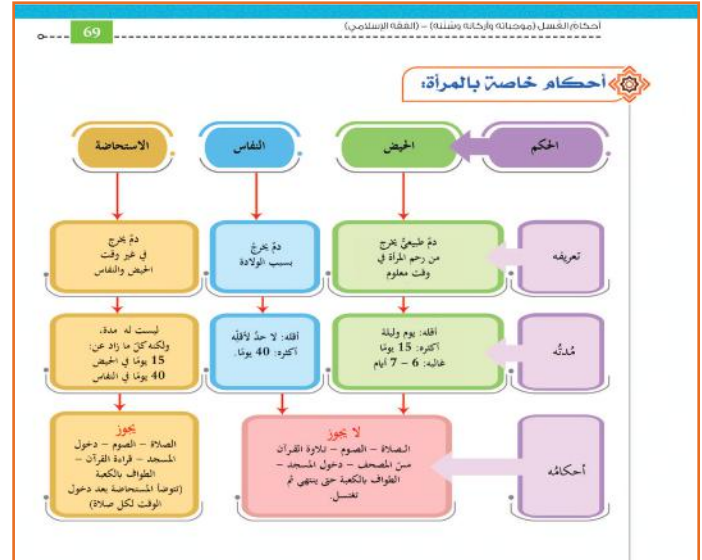 أحكام الغسل (موجباته وأركانه وسننه) – (الفقه الإسلامي)
69
أحكام خاصة بالمرأة:
الحكم
الحيض
النفاس
الاستحاضة
تعريفه
دمٌ طبيعيٌّ يخرج
من رحم المرأة في
وقت معلوم
دمٌ يخرجُ
بسبب الولادة
دمٌ يخرج
في غير وقت
الحيض والنفاس
مُدتُه
أقله: يوم وليلة
أكثره: 15 يومًا
غالبه: 6 – 7 أيام
أقله: لا حدَّ لأقلِّه
أكثره: 40 يومًا.
ليست له مدة،
ولكنه كلّ ما زاد عن:
15 يومًا في الحيض
40 يومًا في النفاس
أحكامُه
لا يجوز
الصلاة – الصوم – تلاوة القرآن
مسّ المصحف – دخول المسجد –
الطواف بالكعبة حتى ينتهي ثم
تغتسل.
يجوز
الصلاة – الصوم – دخول
المسجد – قراءة القرآن –
الطواف بالكعبة
(تتوضأ المستحاضة بعد دخول
الوقت لكل صلاة)